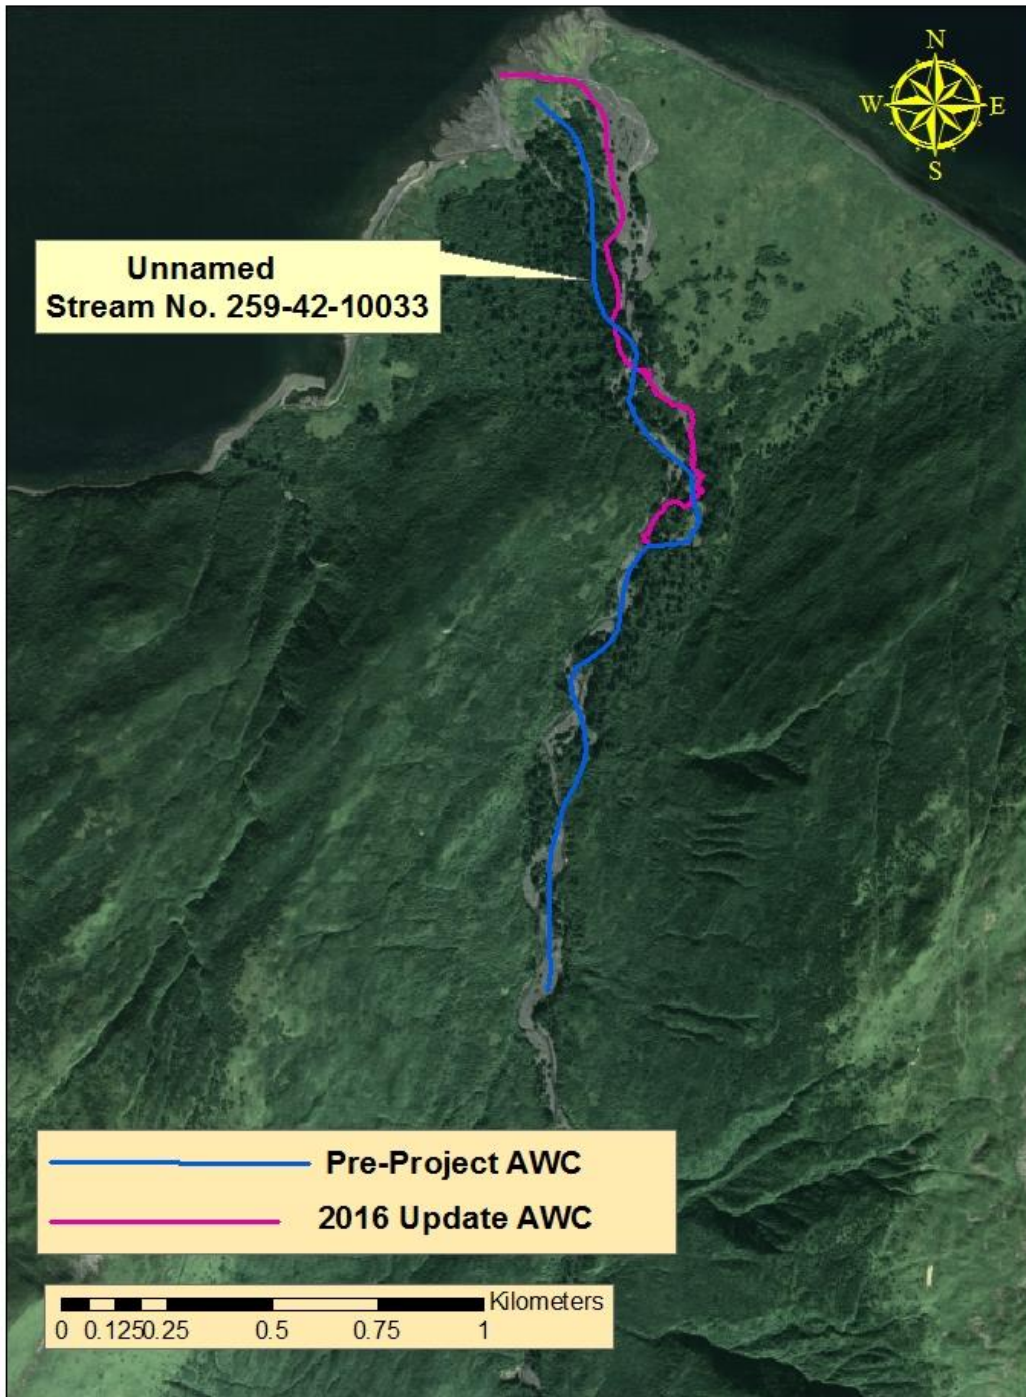 N
W E
S
Unnamed
Stream No. 259-42-10033
Pre-Project AWC
2016 Update AWC
Kilometers
0 0.125 0.25 0.5 0.75 1